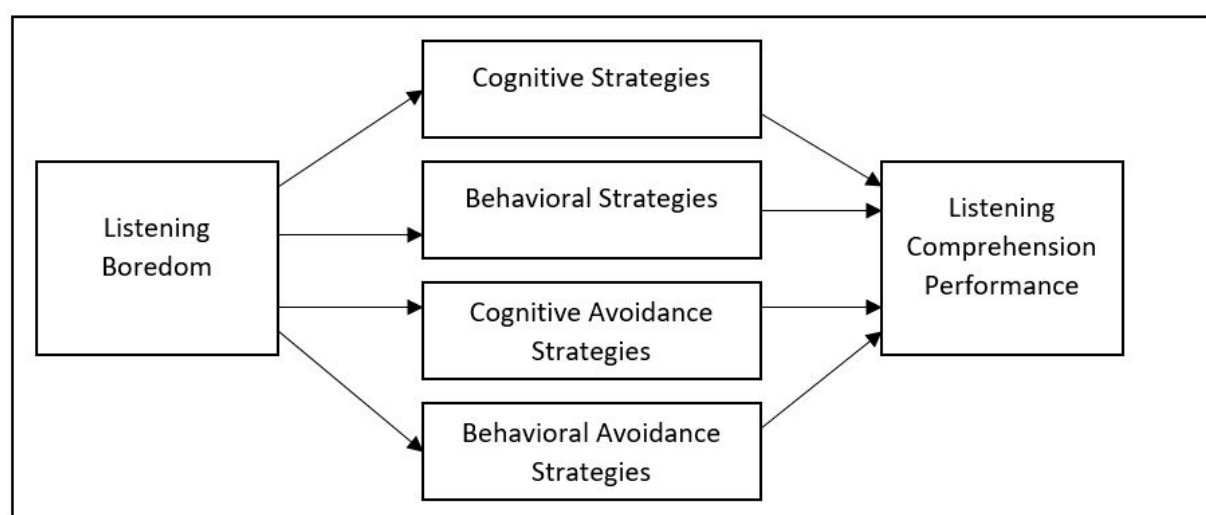 Cognitive Strategies
Behavioral Strategies
Listening
Boredom
Listening
Comprehension
Performance
Cognitive Avoidance
Strategies
Behavioral Avoidance
Strategies